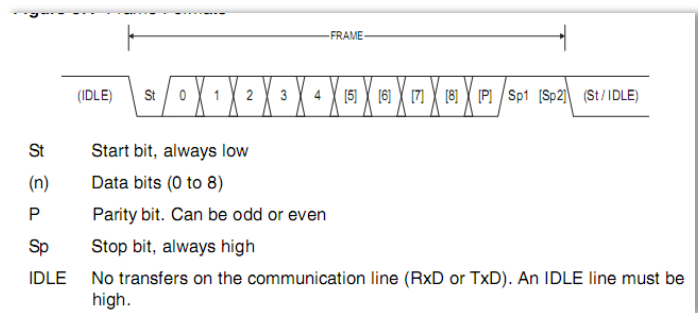 FRAME
(IDLE) St 0 1 2 3 4 [5] [6] [7] [8] [P] Sp1 [Sp2] (St / IDLE)
St Start bit, always low
(n) Data bits (0 to 8)
P Parity bit. Can be odd or even
Sp Stop bit, always high
IDLE No transfers on the communication line (RxD or TxD). An IDLE line must be
high.